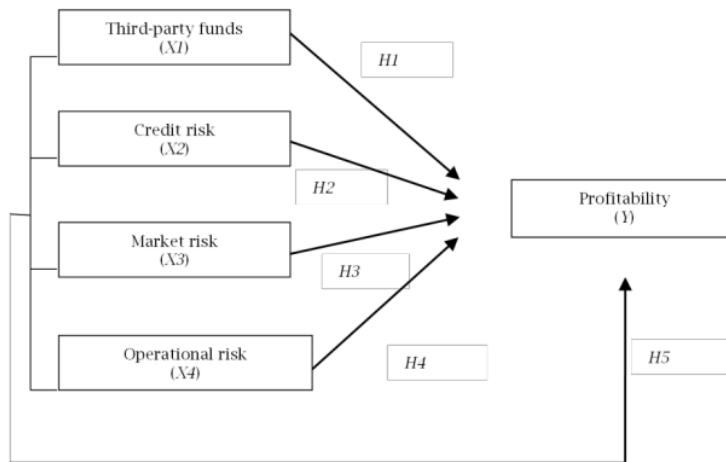 Third-party funds
(X1)
H1
Credit risk
(X2)
H2
Profitability
(Y)
Market risk
(X3)
H3
Operational risk
(X4)
H4
H5